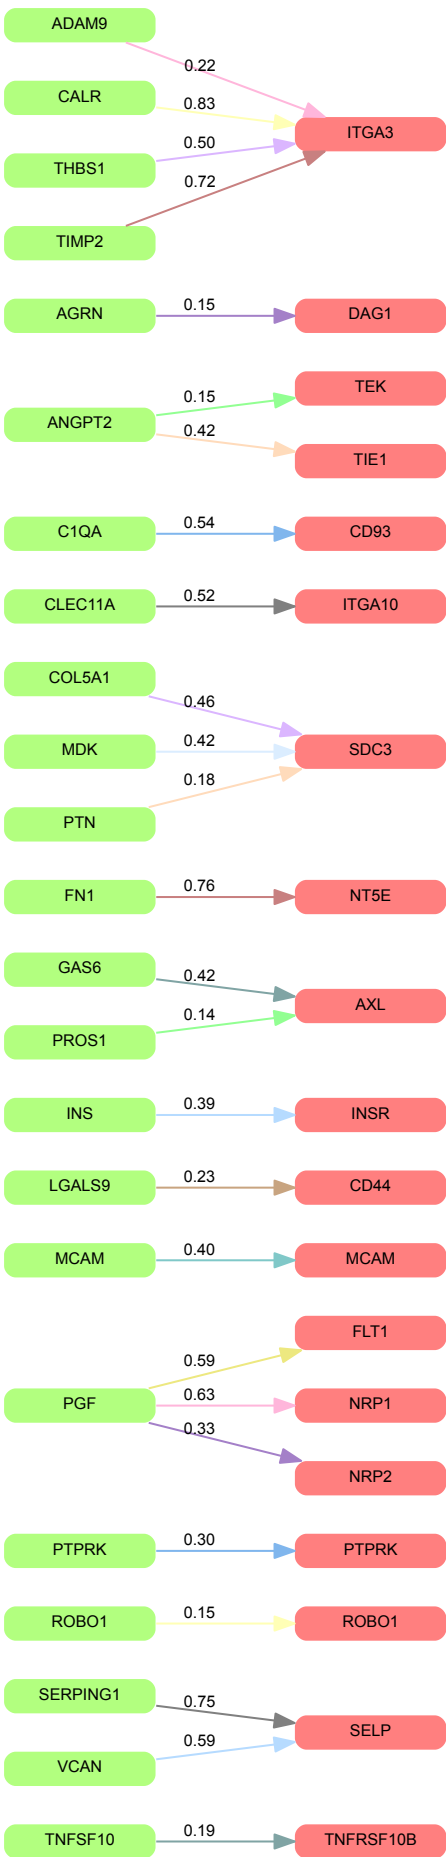 ADAM9
0.22
CALR
0.83
ITGA3
0.50
THBS1
0.72
TIMP2
AGRN
0.15
DAG1
TEK
0.15
ANGPT2
0.42
TIE1
C1QA
0.54
CD93
CLEC11A
0.52
ITGA10
COL5A1
0.46
MDK
0.42
SDC3
0.18
PTN
FN1
0.76
NT5E
GAS6
0.42
AXL
0.14
PROS1
INS
0.39
INSR
LGALS9
0.23
CD44
MCAM
0.40
MCAM
FLT1
0.59
PGF
0.63
NRP1
0.33
NRP2
PTPRK
0.30
PTPRK
ROBO1
0.15
ROBO1
SERPING1
0.75
SELP
0.59
VCAN
TNFSF10
0.19
TNFRSF10B